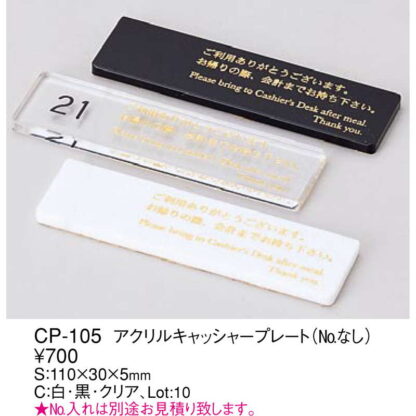 ご利用ありがとうございます。
お帰りの際、会計までお持ち下さい。
Please bring to Cashier's Desk after meal.
Thank you.
21
ご利用ありがとうございます。
お帰りの際、会計までお持ち下さい。
Please bring to Cashier's Desk after meal.
Thank you.
CP-105 アクリルキャッシャープレート(No.なし)
¥700
S:110×30×5mm
C:白・黒・クリア、Lot:10
★No.入れは別途お見積り致します。